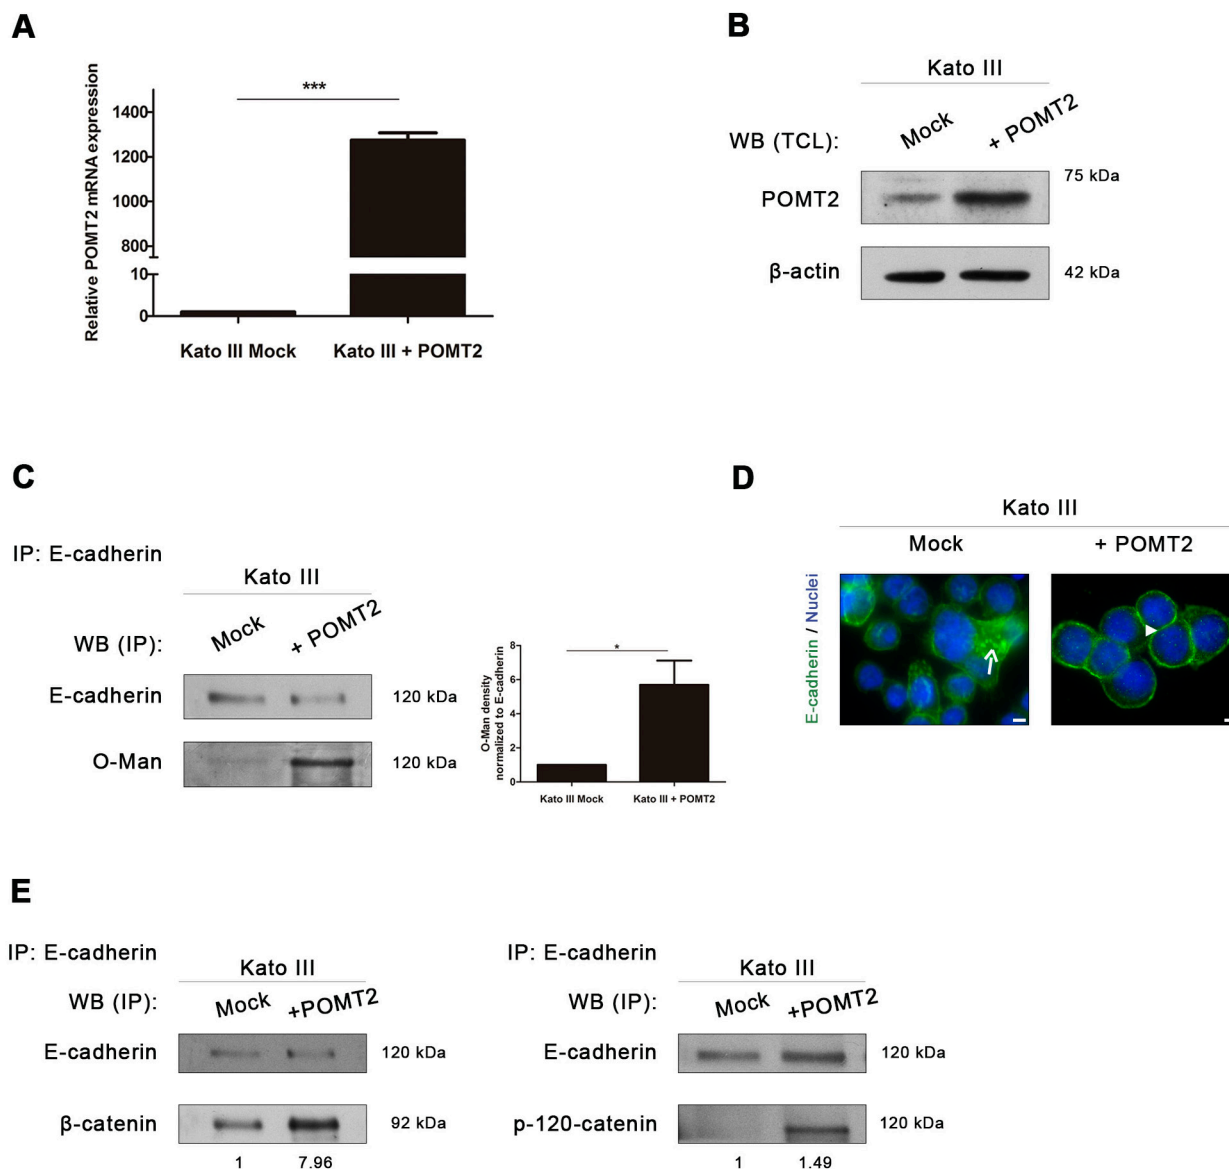 A
Relative POMT2 mRNA expression
***
1400
1200
1000
800
10
0
Kato III Mock
Kato III + POMT2
B
Kato III
WB (TCL):
Mock
+ POMT2
POMT2
75 kDa
β-actin
42 kDa
C
IP: E-cadherin
Kato III
WB (IP):
Mock
+ POMT2
E-cadherin
120 kDa
O-Man
120 kDa
O-Man density
normalized to E-cadherin
*
8
6
4
2
0
Kato III Mock
Kato III + POMT2
D
Kato III
Mock
+ POMT2
E-cadherin / Nuclei
E
IP: E-cadherin
Kato III
WB (IP):
Mock
+POMT2
E-cadherin
120 kDa
β-catenin
92 kDa
1
7.96
IP: E-cadherin
Kato III
WB (IP):
Mock
+POMT2
E-cadherin
120 kDa
p-120-catenin
120 kDa
1
1.49